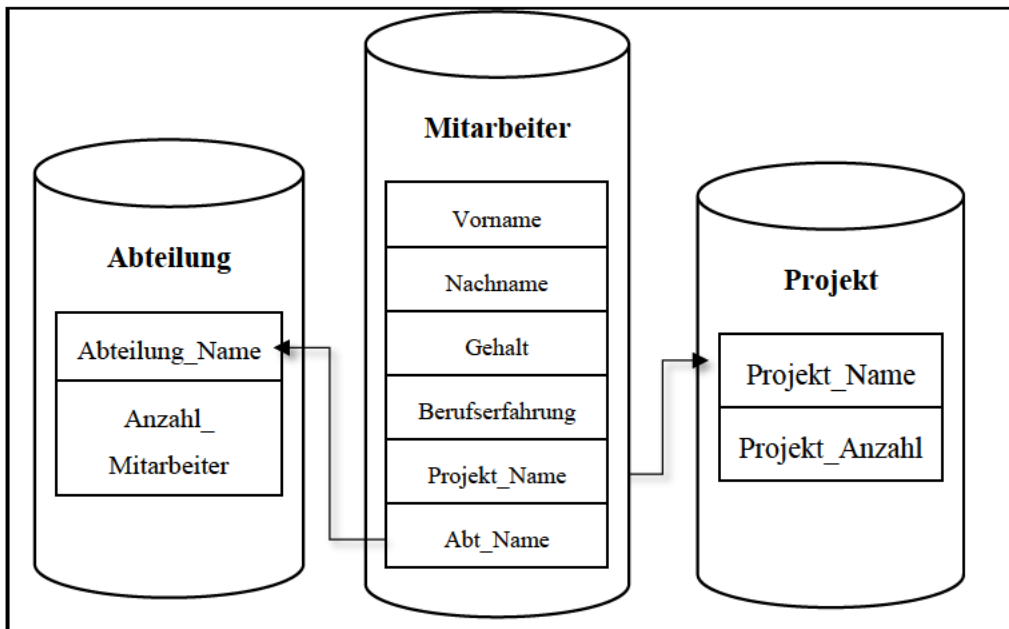 Abteilung
Abteilung_Name
Anzahl_
Mitarbeiter
Mitarbeiter
Vorname
Nachname
Gehalt
Berufserfahrung
Projekt_Name
Abt_Name
Projekt
Projekt_Name
Projekt_Anzahl